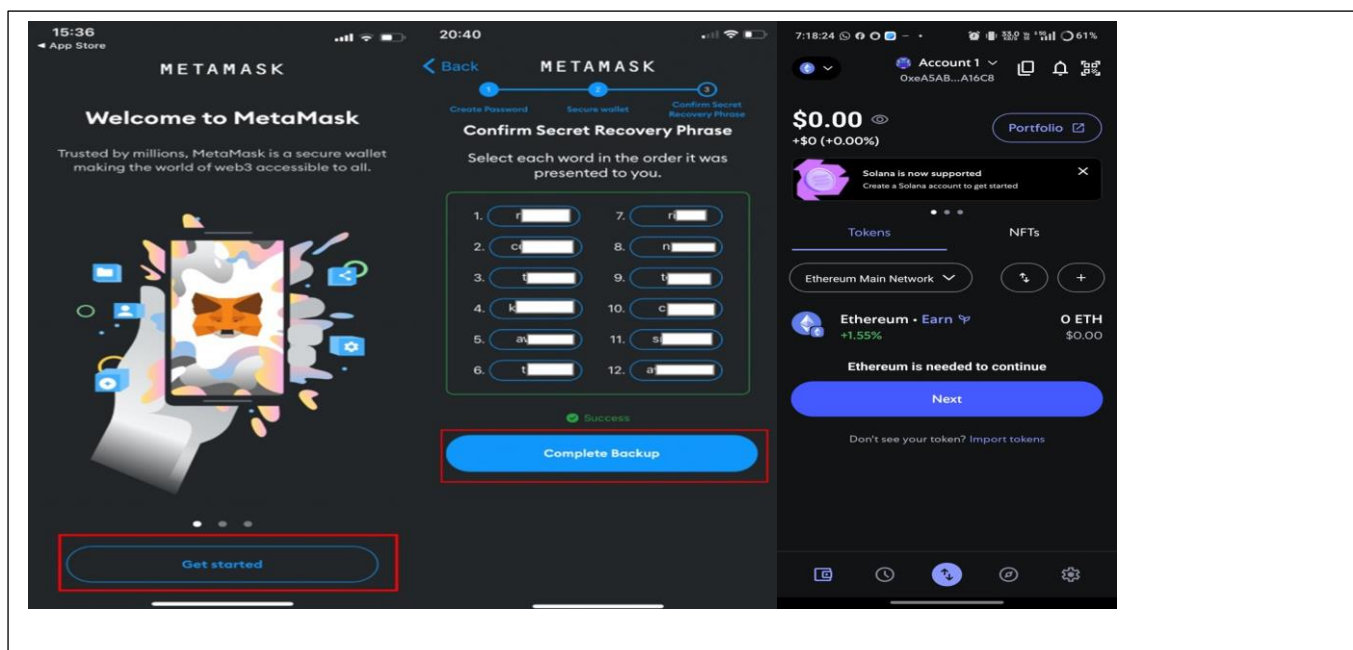 15:36
App Store
METAMASK
Welcome to MetaMask
Trusted by millions, MetaMask is a secure wallet
making the world of web3 accessible to all.
Get started
20:40
Back
METAMASK
1
2
3
Create Password
Secure wallet
Confirm Secret
Recovery Phrase
Confirm Secret Recovery Phrase
Select each word in the order it was
presented to you.
1. r
7. ri
2. c
8. n
3. t
9. t
4. k
10. c
5. a
11. s
6. t
12. a
Success
Complete Backup
7:18:24
61%
Account 1
0xeA5AB...A16C8
$0.00
Portfolio
+$0 (+0.00%)
Solana is now supported
Create a Solana account to get started
Tokens
NFTs
Ethereum Main Network
Ethereum • Earn
0 ETH
+1.55%
$0.00
Ethereum is needed to continue
Next
Don't see your token? Import tokens